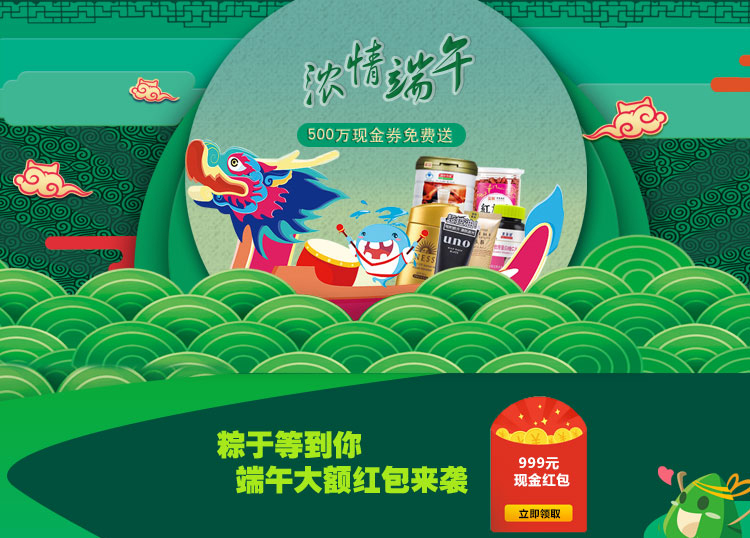 浓情端午
500万现金券免费送
uno
粽于等到你
端午大额红包来袭
999元
现金红包
立即领取